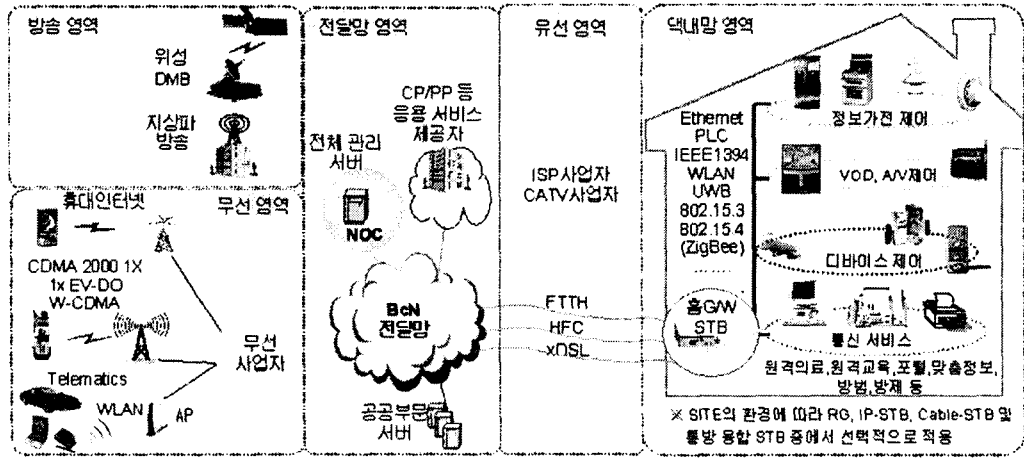 방송 영역
위성
DMB
지상파
방송
무선 영역
휴대인터넷
CDMA 2000 1X
1x EV-DO
W-CDMA
무선
사업자
Telematics
WLAN
AP
전달망 영역
CP/PP 등
응용 서비스
제공자
전체 관리
서버
NOC
BcN
전달망
공공부문
서버
유선 영역
ISP사업자
CATV사업자
FTTH
HFC
xDSL
댁내망 영역
Ethernet
PLC
IEEE1394
WLAN
UWB
802.15.3
802.15.4
(ZigBee)
......
홈G/W
STB
정보가전 제어
VOD, A/V제어
디바이스 제어
통신 서비스
원격의료,원격교육,포털,맞춤정보,
방범,방재 등
※ SITE의 환경에 따라 RG, IP-STB, Cable-STB 및
통방 융합 STB 중에서 선택적으로 적용